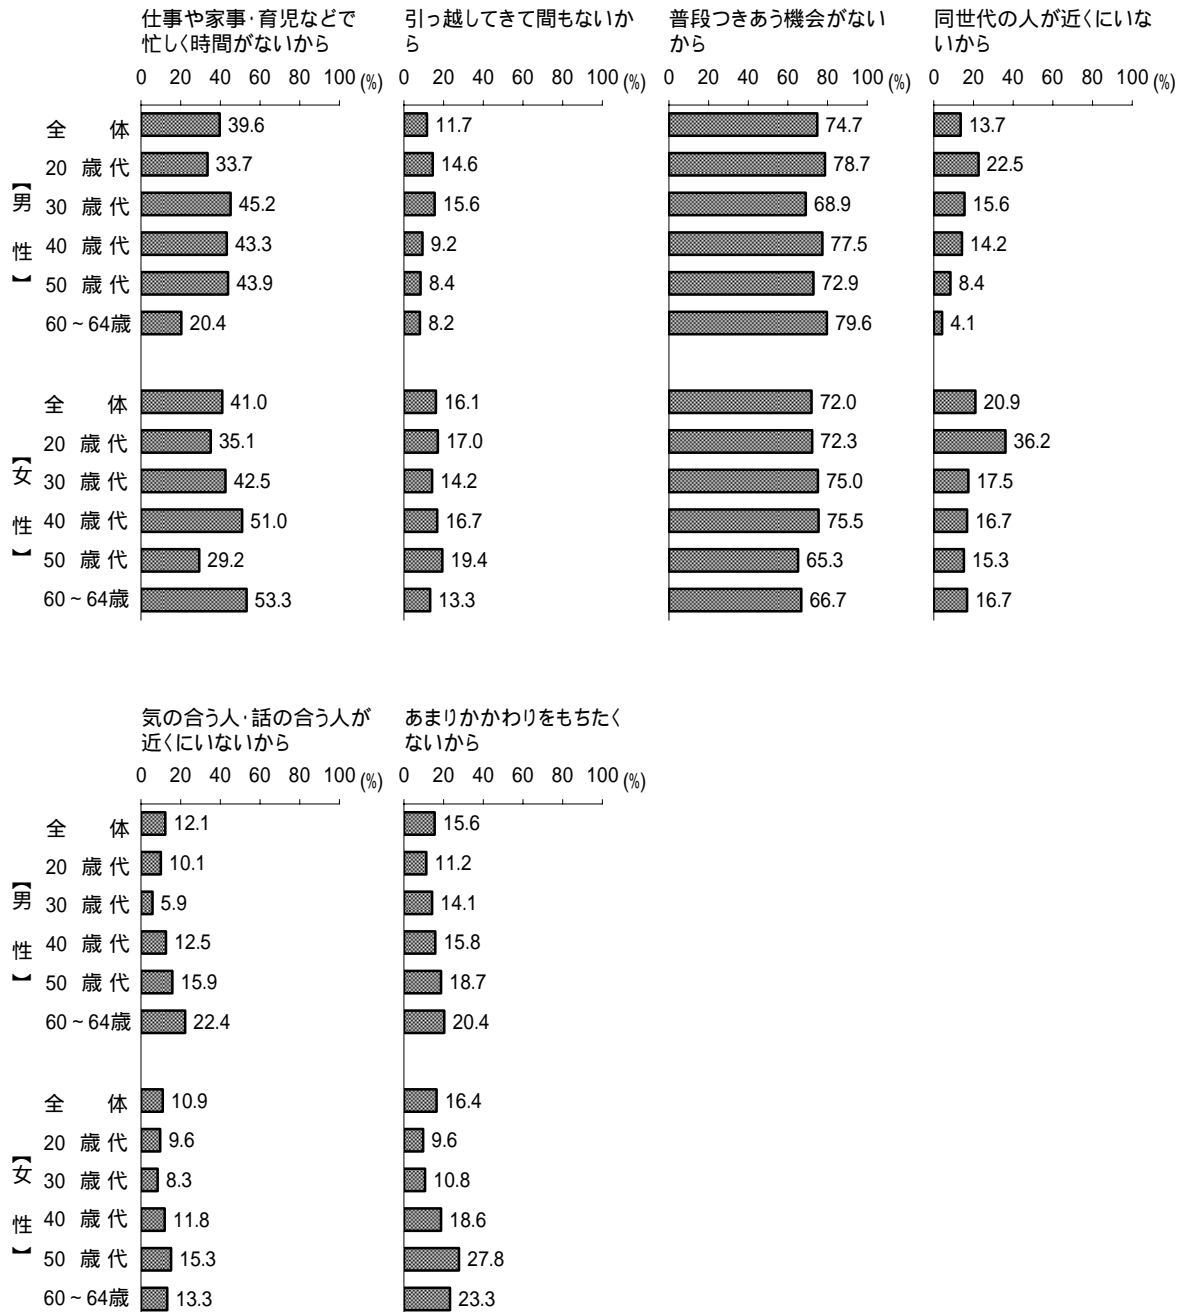 仕事や家事・育児などで
忙しく時間がないから
引っ越してきて間もないか
ら
普段つきあう機会がない
から
同世代の人が近くにいな
いから
0 20 40 60 80 100 (%) 0 20 40 60 80 100 (%) 0 20 40 60 80 100 (%) 0 20 40 60 80 100 (%)
【男性】
全 体 39.6 11.7 74.7 13.7
20 歳代 33.7 14.6 78.7 22.5
30 歳代 45.2 15.6 68.9 15.6
40 歳代 43.3 9.2 77.5 14.2
50 歳代 43.9 8.4 72.9 8.4
60~64歳 20.4 8.2 79.6 4.1
【女性】
全 体 41.0 16.1 72.0 20.9
20 歳代 35.1 17.0 72.3 36.2
30 歳代 42.5 14.2 75.0 17.5
40 歳代 51.0 16.7 75.5 16.7
50 歳代 29.2 19.4 65.3 15.3
60~64歳 53.3 13.3 66.7 16.7
気の合う人・話の合う人が
近くにいないから
あまりかかわりをもちたく
ないから
0 20 40 60 80 100 (%) 0 20 40 60 80 100 (%)
【男性】
全 体 12.1 15.6
20 歳代 10.1 11.2
30 歳代 5.9 14.1
40 歳代 12.5 15.8
50 歳代 15.9 18.7
60~64歳 22.4 20.4
【女性】
全 体 10.9 16.4
20 歳代 9.6 9.6
30 歳代 8.3 10.8
40 歳代 11.8 18.6
50 歳代 15.3 27.8
60~64歳 13.3 23.3